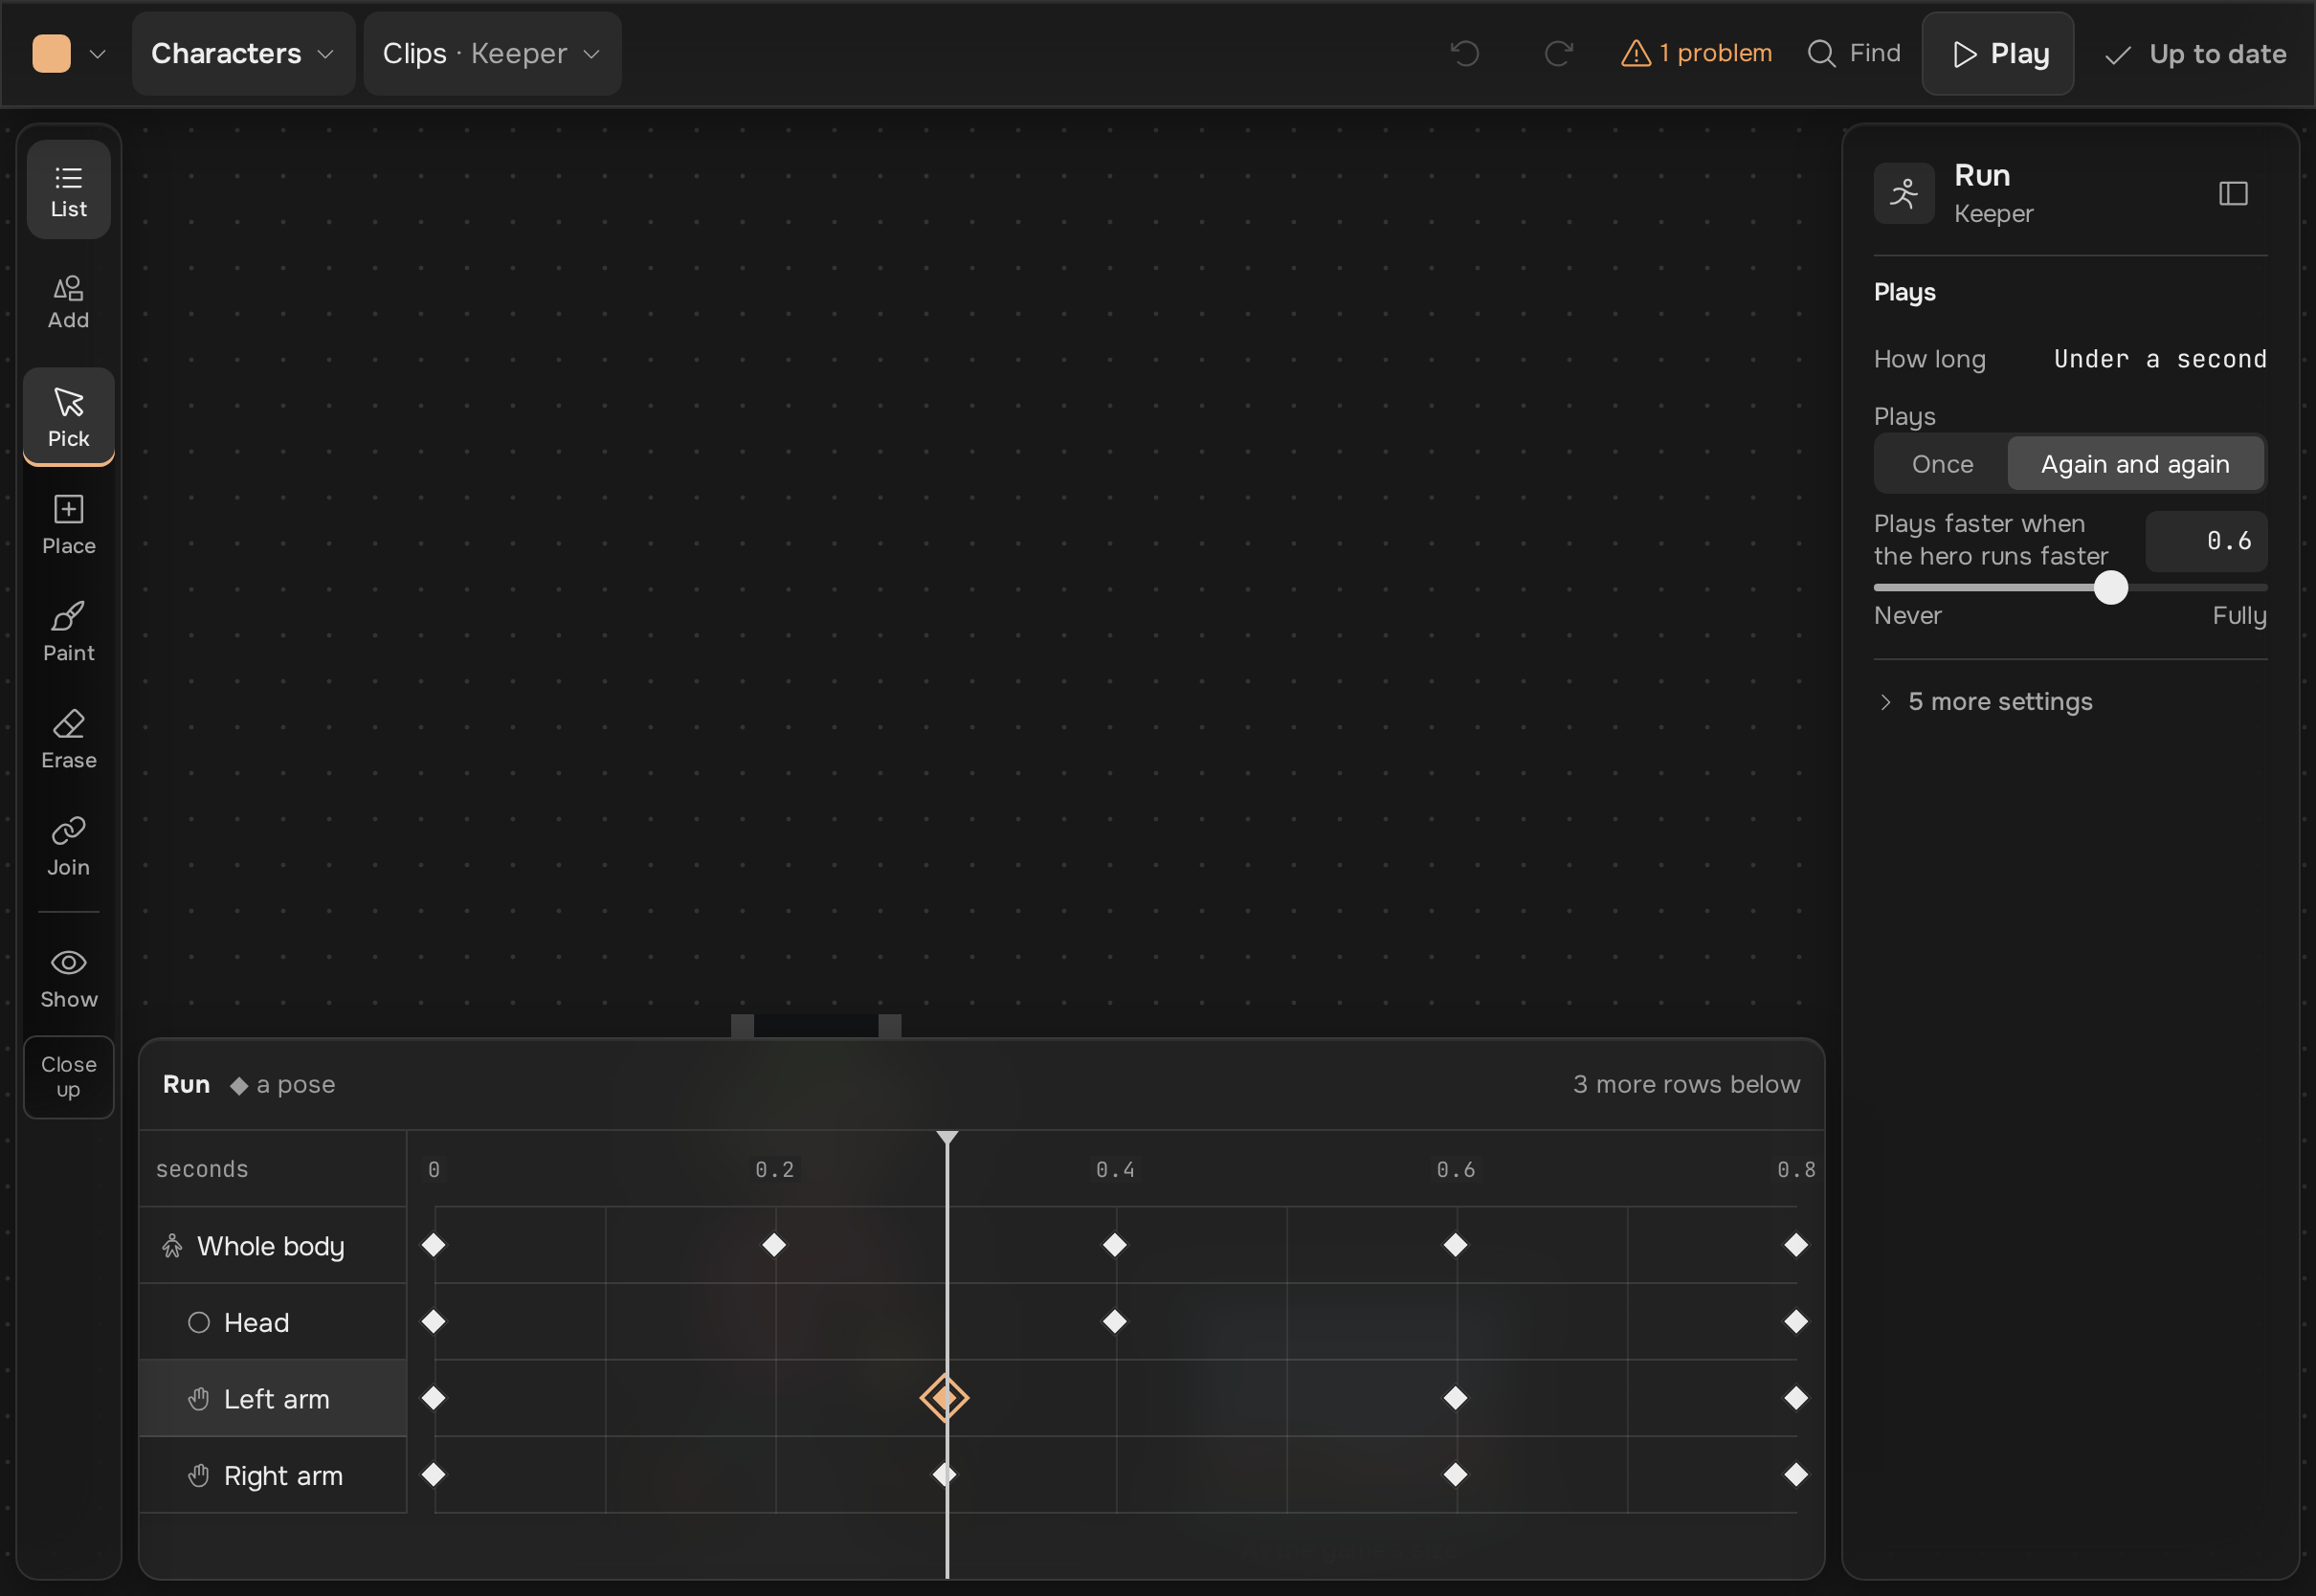 Characters
Clips · Keeper
1 problem
Find
Play
Up to date
List
Add
Pick
Place
Paint
Erase
Join
Show
Close
up
Run
Keeper
Plays
How long
Under a second
Plays
Once
Again and again
Plays faster when
the hero runs faster
0.6
Never
Fully
5 more settings
Run
a pose
3 more rows below
seconds
0
0.2
0.4
0.6
0.8
Whole body
Head
Left arm
Right arm